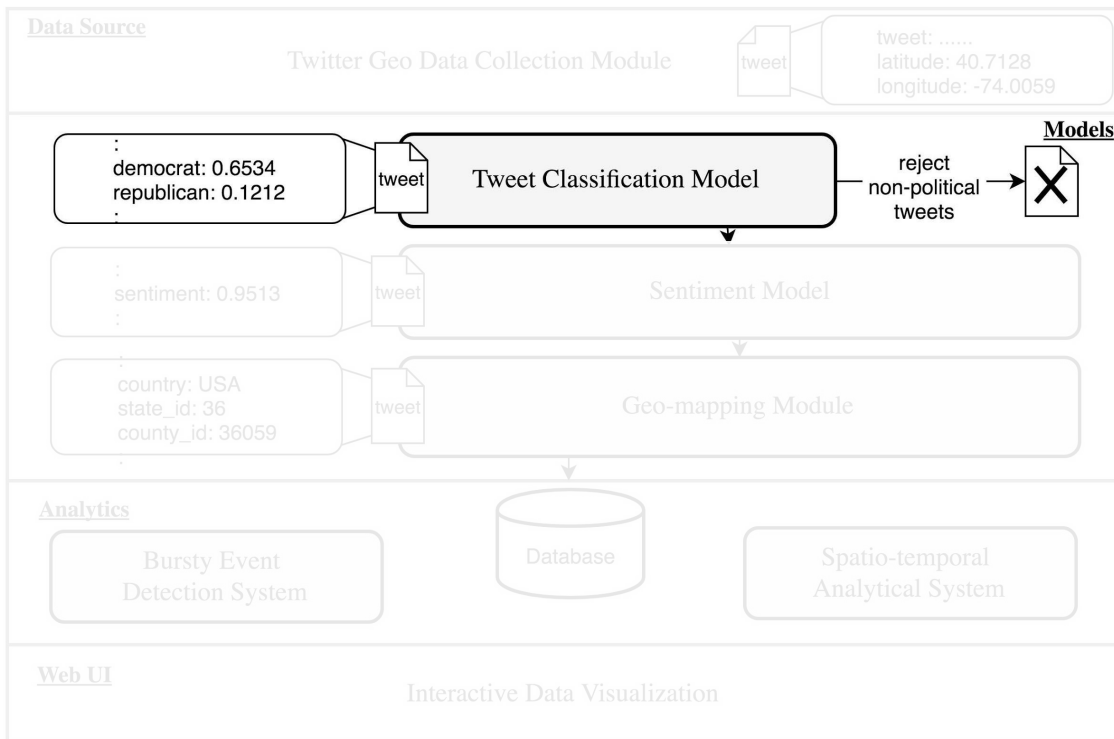 Data Source
Twitter Geo Data Collection Module
tweet
tweet: ......
latitude: 40.7128
longitude: -74.0059
Models
:
democrat: 0.6534
republican: 0.1212
:
tweet
Tweet Classification Model
reject
non-political
tweets
:
sentiment: 0.9513
:
tweet
Sentiment Model
:
country: USA
state_id: 36
county_id: 36059
:
tweet
Geo-mapping Module
Analytics
Bursty Event
Detection System
Database
Spatio-temporal
Analytical System
Web UI
Interactive Data Visualization